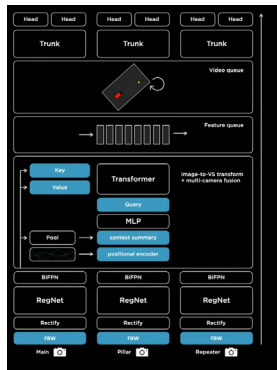 Head Head Head Head Head Head
Trunk Trunk Trunk
Video queue
Feature queue
Key
Value
Transformer
image-to-VS transform
+ multi-camera fusion
Query
MLP
Pool
context summary
positional encoder
BiFPN BiFPN BiFPN
RegNet RegNet RegNet
Rectify Rectify Rectify
raw raw raw
Main Pillar Repeater